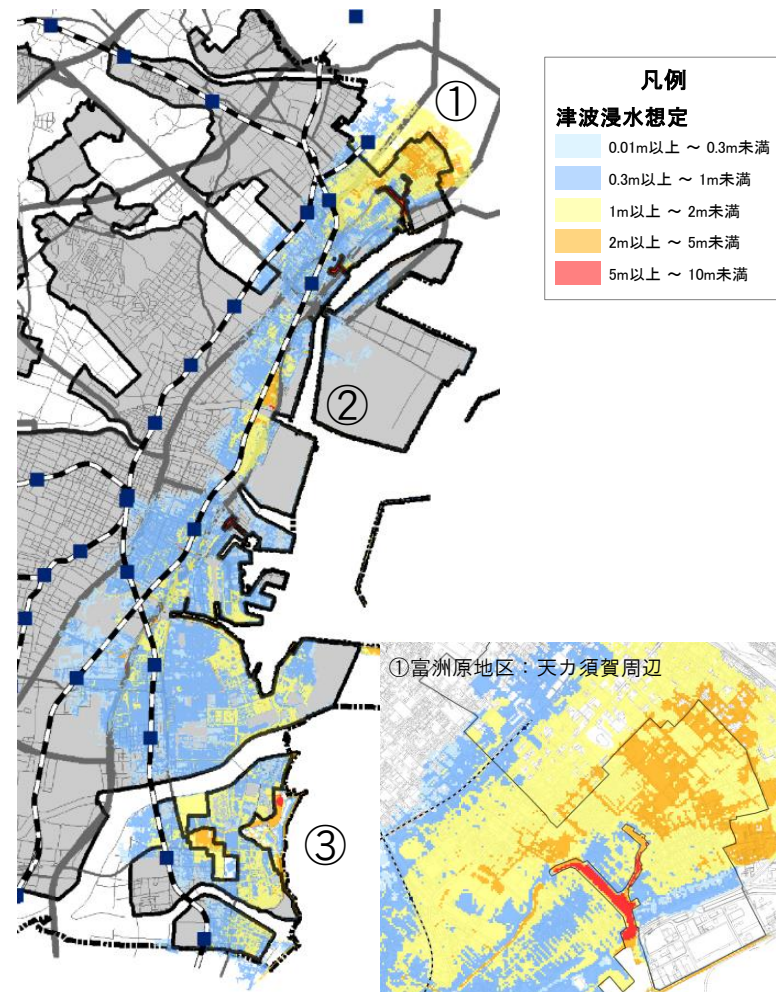 ①
②
③
凡例
津波浸水想定
0.01m以上 ～ 0.3m未満
0.3m以上 ～ 1m未満
1m以上 ～ 2m未満
2m以上 ～ 5m未満
5m以上 ～ 10m未満
①富洲原地区：天カ須賀周辺